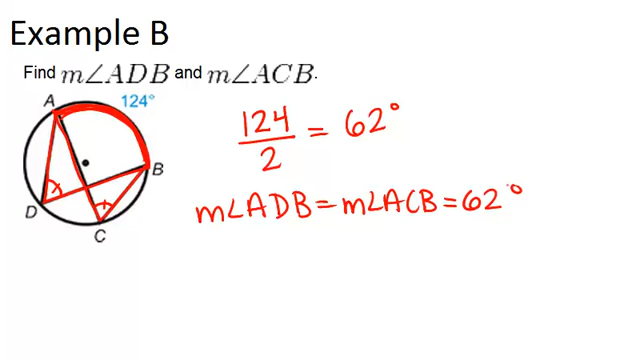 Example B
Find m∠ADB and m∠ACB.
A
124°
B
D
C
124/2 = 62°
m∠ADB = m∠ACB = 62°